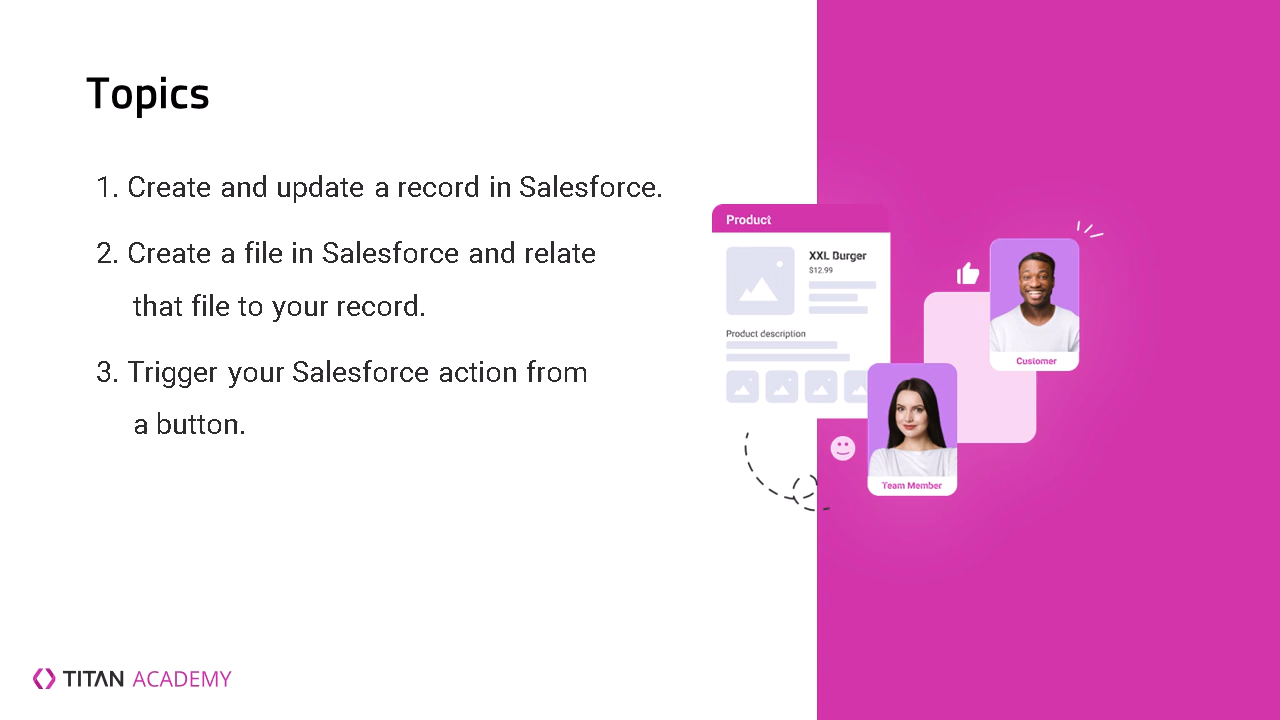 Topics
1. Create and update a record in Salesforce.
2. Create a file in Salesforce and relate
that file to your record.
3. Trigger your Salesforce action from
a button.
Product
XXL Burger
$12.99
Product description
Customer
Team Member
TITAN ACADEMY